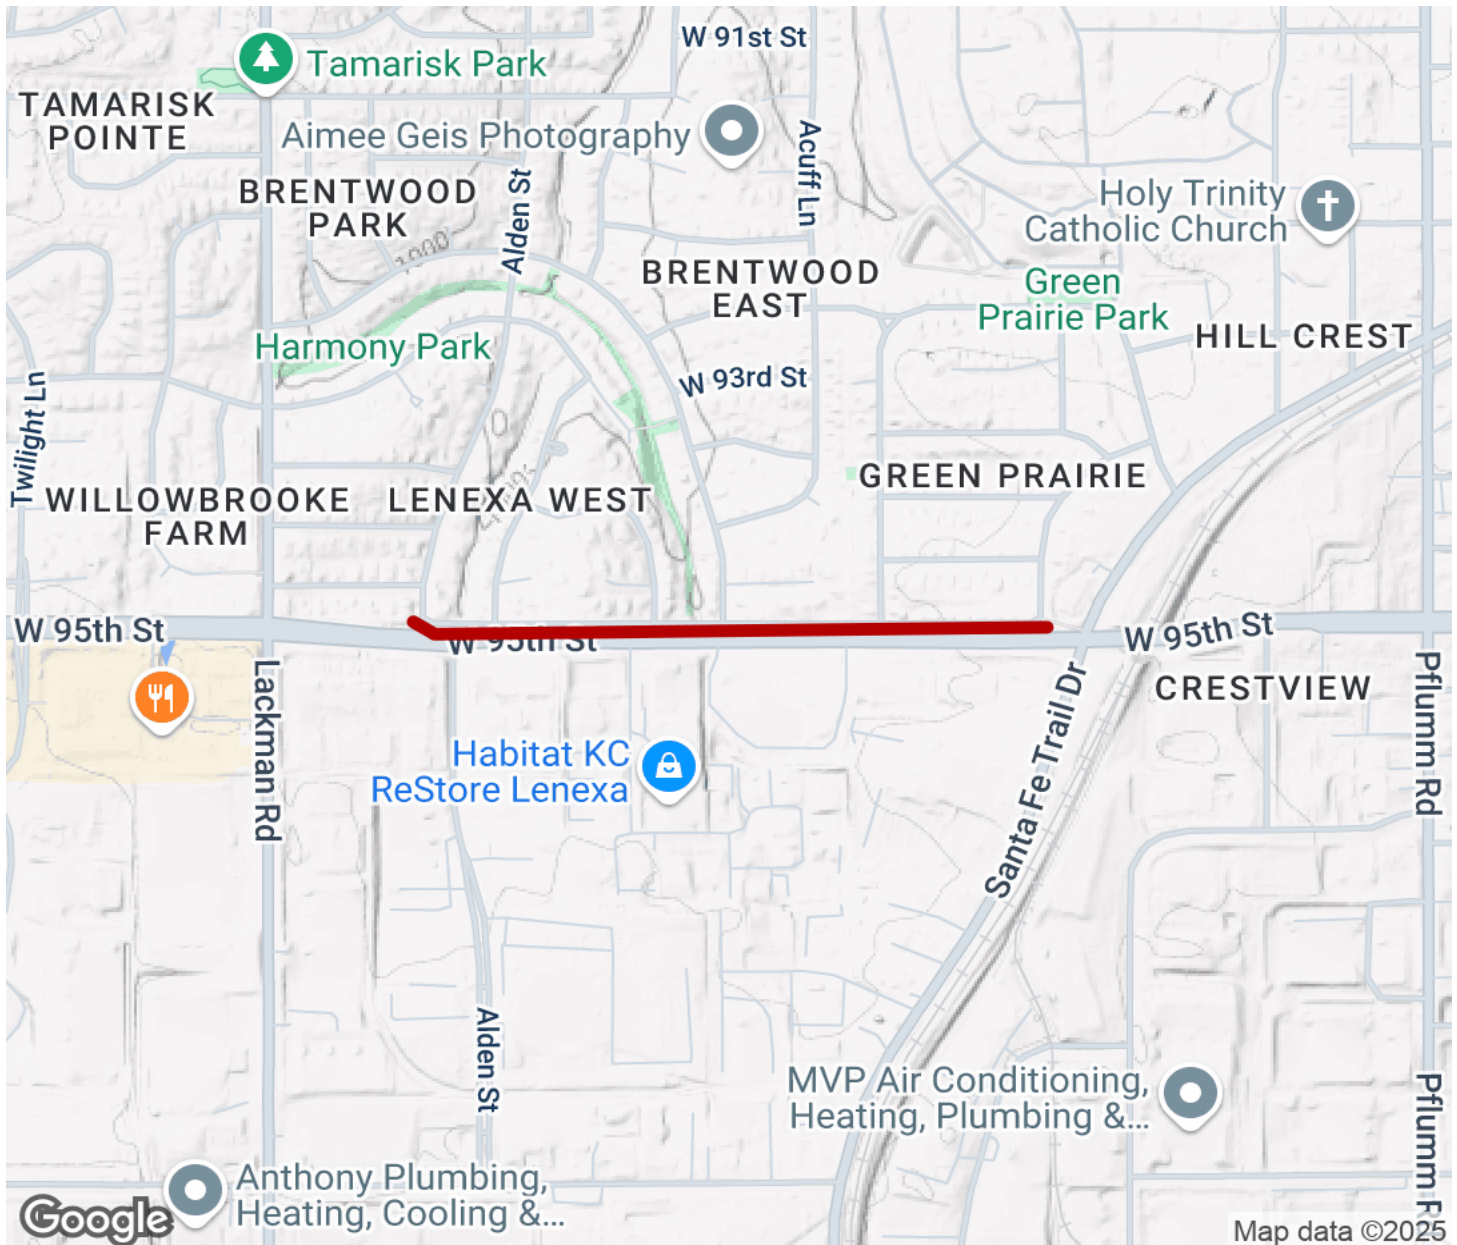 W 91st St
Tamarisk Park
TAMARISK
POINTE
Aimee Geis Photography
Acuff Ln
BRENTWOOD
PARK
Alden St
Holy Trinity
Catholic Church
1000'
BRENTWOOD
EAST
Green
Prairie Park
HILL CREST
Harmony Park
W 93rd St
Twilight Ln
GREEN PRAIRIE
WILLOWBROOKE
FARM
LENEXA WEST
W 95th St
W 95th St
W 95th St
Lackman Rd
Santa Fe Trail Dr
CRESTVIEW
Pflumm Rd
Habitat KC
ReStore Lenexa
Alden St
MVP Air Conditioning,
Heating, Plumbing &...
Pflumm R
Anthony Plumbing,
Heating, Cooling &...
Google
Map data ©2025